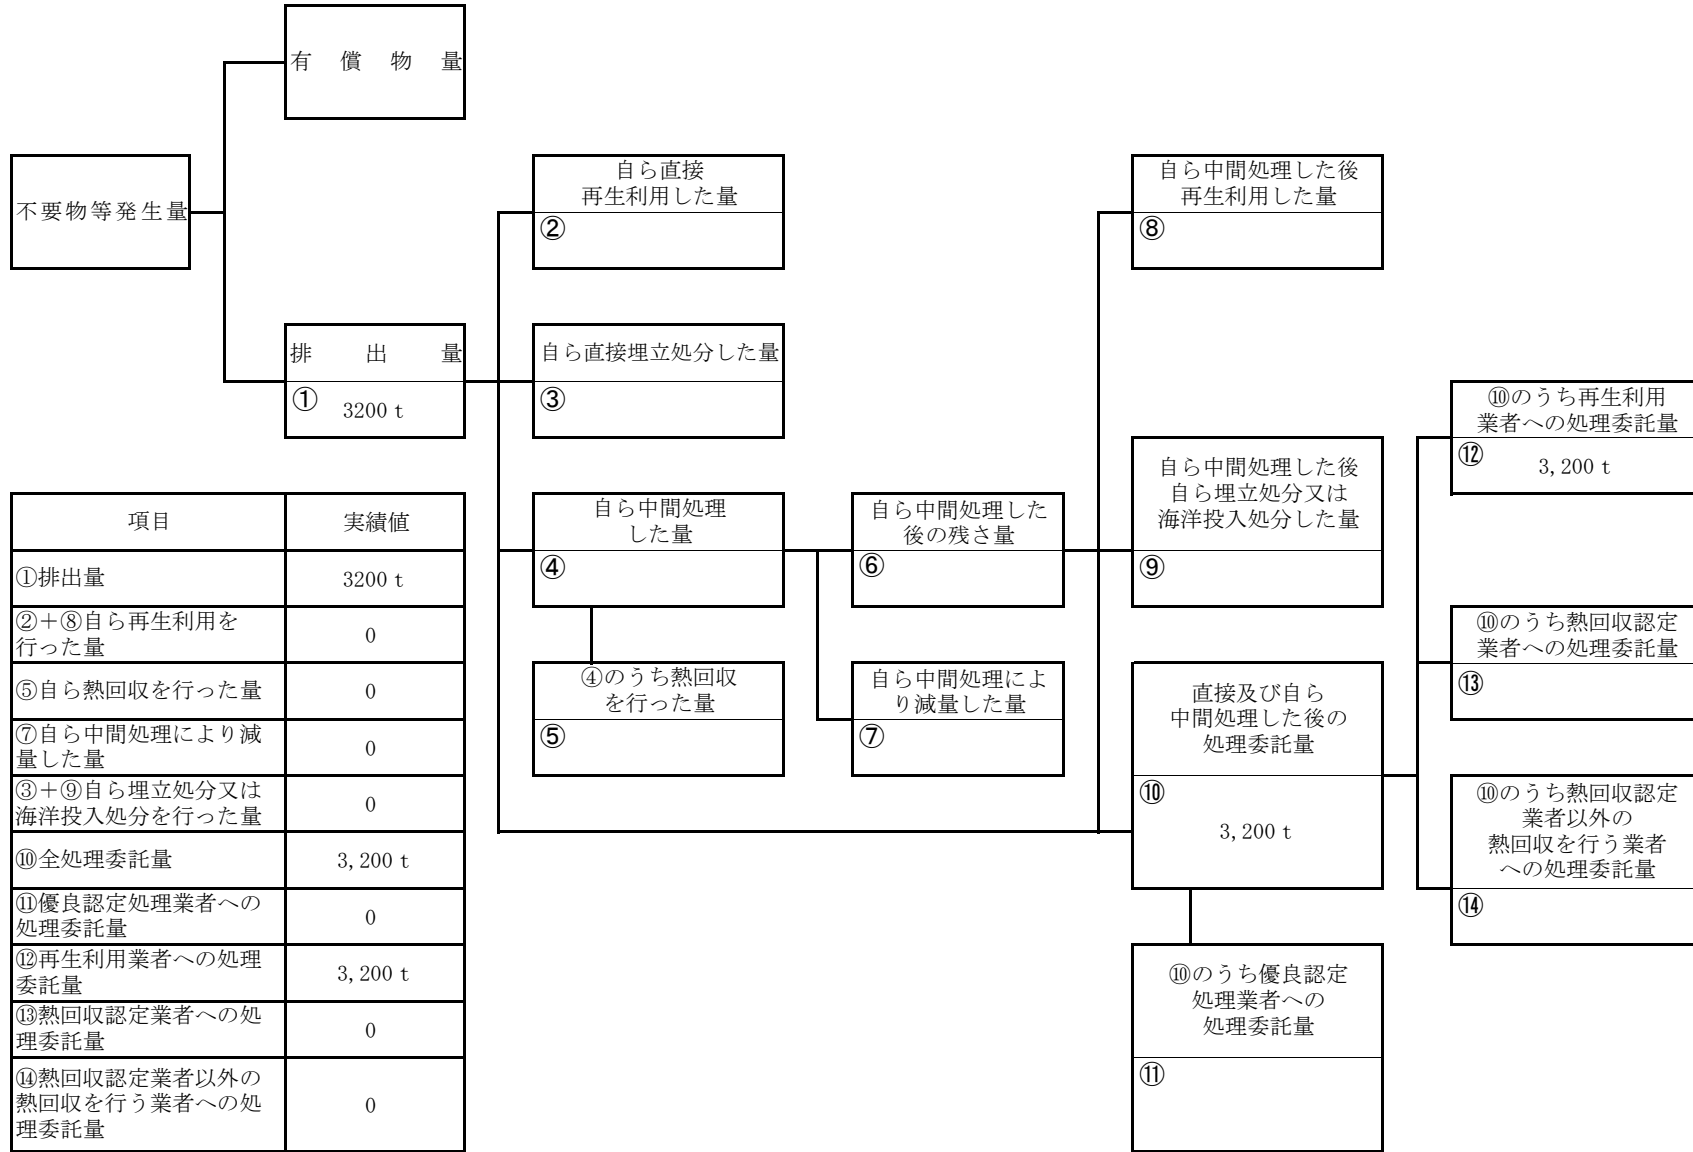 有償物量
不要物等発生量
排出量
①
3200 t
自ら直接
再生利用した量
②
自ら直接埋立処分した量
③
自ら中間処理
した量
④
④のうち熱回収
を行った量
⑤
自ら中間処理した
後の残さ量
⑥
自ら中間処理によ
り減量した量
⑦
自ら中間処理した後
再生利用した量
⑧
自ら中間処理した後
自ら埋立処分又は
海洋投入処分した量
⑨
直接及び自ら
中間処理した後の
処理委託量
⑩
3,200 t
⑩のうち優良認定
処理業者への
処理委託量
⑪
⑩のうち再生利用
業者への処理委託量
⑫
3,200 t
⑩のうち熱回収認定
業者への処理委託量
⑬
⑩のうち熱回収認定
業者以外の
熱回収を行う業者
への処理委託量
⑭
項目 実績値
①排出量 3200 t
②+⑧自ら再生利用を
行った量
0
⑤自ら熱回収を行った量 0
⑦自ら中間処理により減
量した量
0
③+⑨自ら埋立処分又は
海洋投入処分を行った量
0
⑩全処理委託量 3,200 t
⑪優良認定処理業者への
処理委託量
0
⑫再生利用業者への処理
委託量
3,200 t
⑬熱回収認定業者への処
理委託量
0
⑭熱回収認定業者以外の
熱回収を行う業者への処
理委託量
0